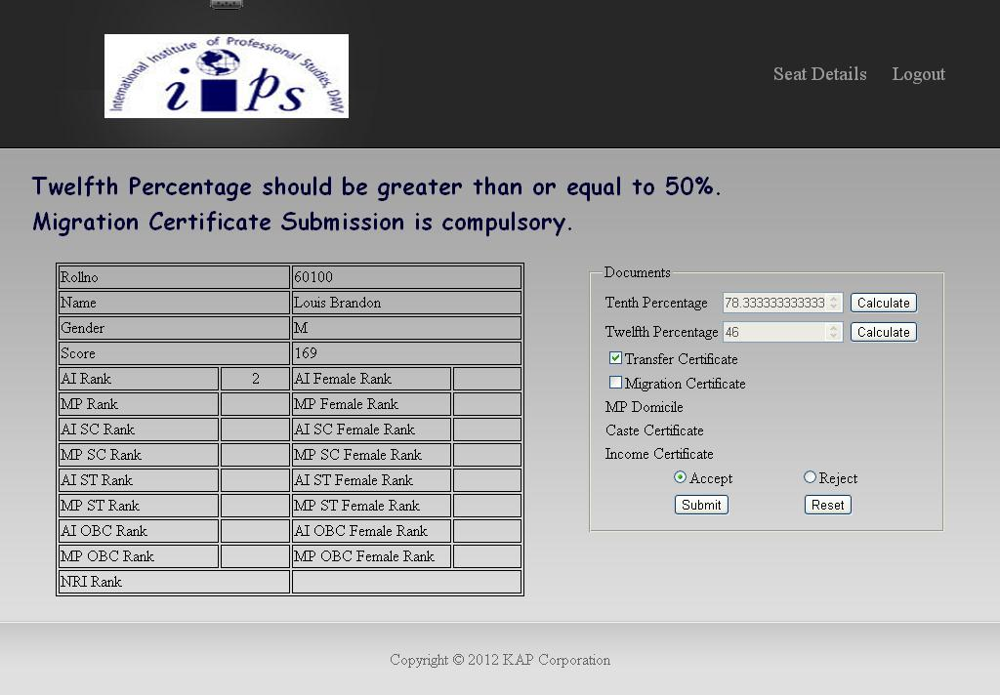 International Institute of Professional Studies, DAVV
i ps
Seat Details Logout
Twelfth Percentage should be greater than or equal to 50%.
Migration Certificate Submission is compulsory.
Rollno 60100
Name Louis Brandon
Gender M
Score 169
AI Rank 2 AI Female Rank
MP Rank MP Female Rank
AI SC Rank AI SC Female Rank
MP SC Rank MP SC Female Rank
AI ST Rank AI ST Female Rank
MP ST Rank MP ST Female Rank
AI OBC Rank AI OBC Female Rank
MP OBC Rank MP OBC Female Rank
NRI Rank
Documents
Tenth Percentage 78.333333333333 Calculate
Twelfth Percentage 46 Calculate
Transfer Certificate
Migration Certificate
MP Domicile
Caste Certificate
Income Certificate
Accept Reject
Submit Reset
Copyright © 2012 KAP Corporation